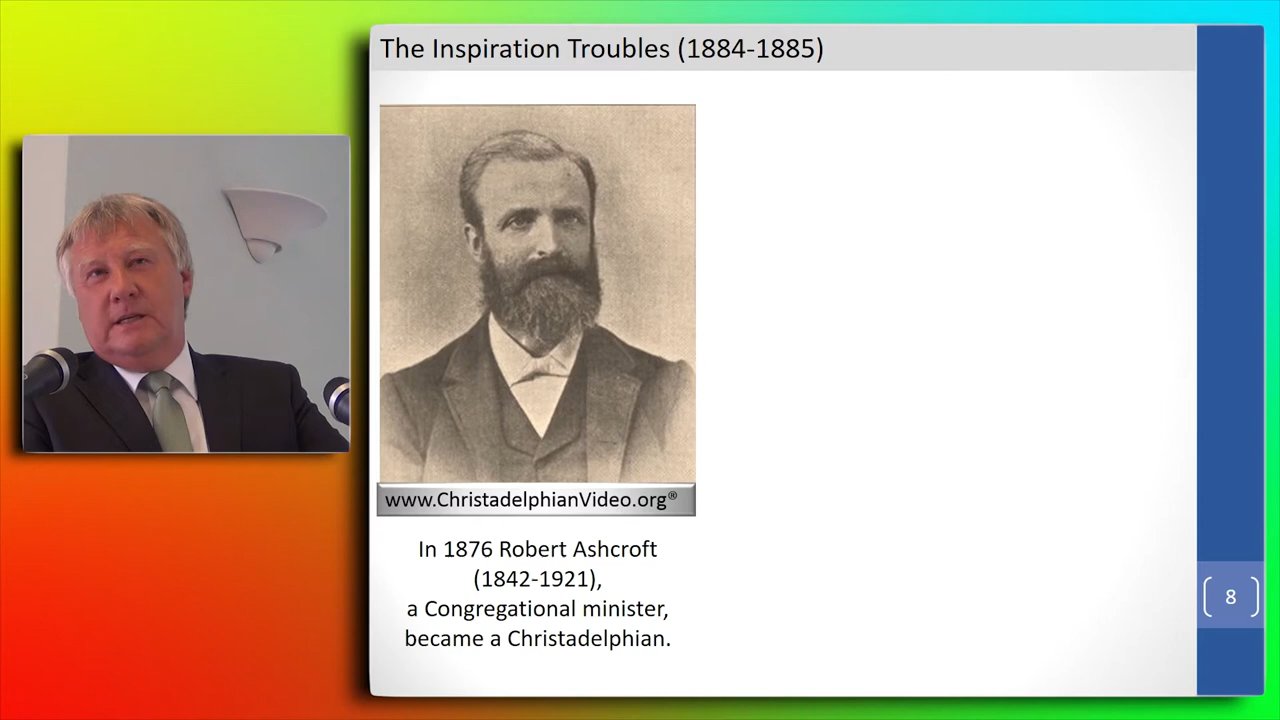 The Inspiration Troubles (1884-1885)
www.ChristadelphianVideo.org®
In 1876 Robert Ashcroft
(1842-1921),
a Congregational minister,
became a Christadelphian.
8